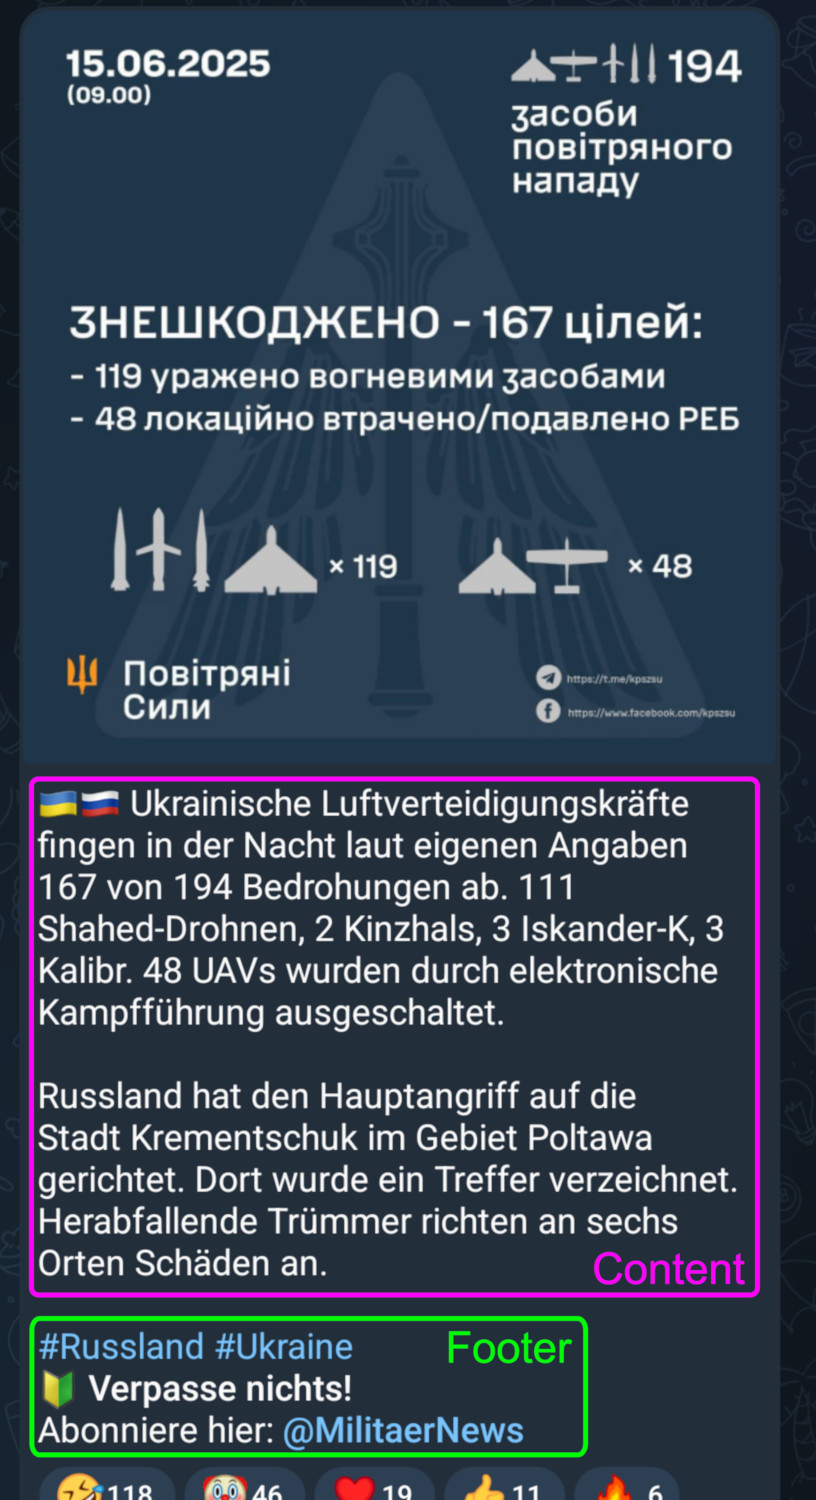 15.06.2025
(09.00)
194
засоби
повітряного
нападу
ЗНЕШКОДЖЕНО - 167 цілей:
- 119 уражено вогневими засобами
- 48 локаційно втрачено/подавлено РЕБ
× 119
× 48
Повітряні
Сили
https://t.me/kpszsu
https://www.facebook.com/kpszsu
🇺🇦🇷🇺 Ukrainische Luftverteidigungskräfte
fingen in der Nacht laut eigenen Angaben
167 von 194 Bedrohungen ab. 111
Shahed-Drohnen, 2 Kinzhals, 3 Iskander-K, 3
Kalibr. 48 UAVs wurden durch elektronische
Kampfführung ausgeschaltet.
Russland hat den Hauptangriff auf die
Stadt Krementschuk im Gebiet Poltawa
gerichtet. Dort wurde ein Treffer verzeichnet.
Herabfallende Trümmer richten an sechs
Orten Schäden an.
Content
#Russland #Ukraine
Footer
🔰 Verpasse nichts!
Abonniere hier: @MilitaerNews
🤣 118 🤡 46 ❤️ 19 👍 11 🔥 6